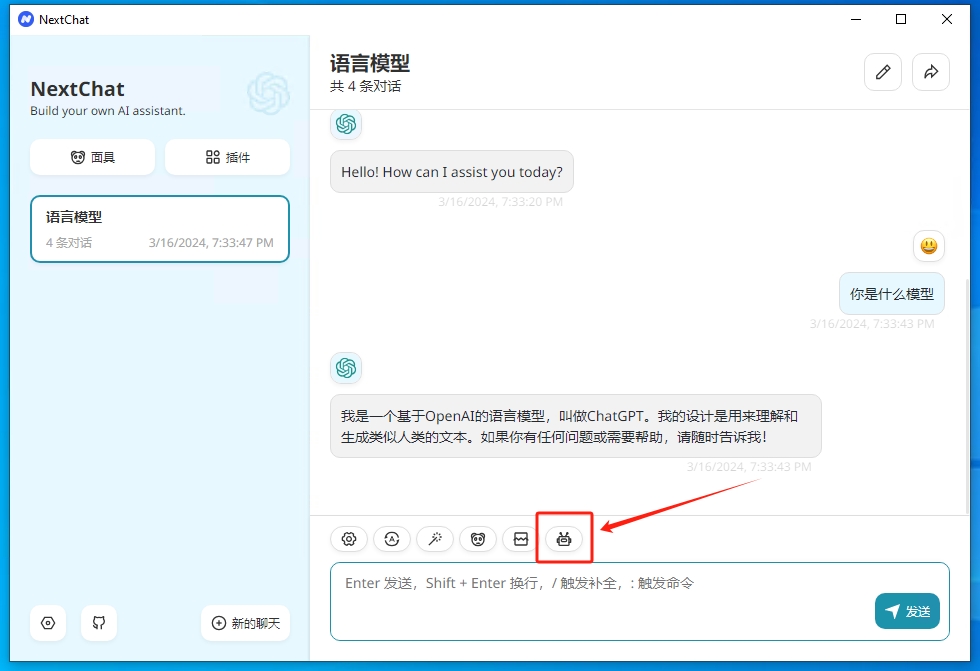 NextChat
NextChat
Build your own AI assistant.
面具
插件
语言模型
4 条对话
3/16/2024, 7:33:47 PM
新的聊天
语言模型
共 4 条对话
Hello! How can I assist you today?
3/16/2024, 7:33:20 PM
你是什么模型
3/16/2024, 7:33:43 PM
我是一个基于OpenAI的语言模型，叫做ChatGPT。我的设计是用来理解和
生成类似人类的文本。如果你有任何问题或需要帮助，请随时告诉我！
3/16/2024, 7:33:43 PM
Enter 发送，Shift + Enter 换行，/ 触发补全，: 触发命令
发送